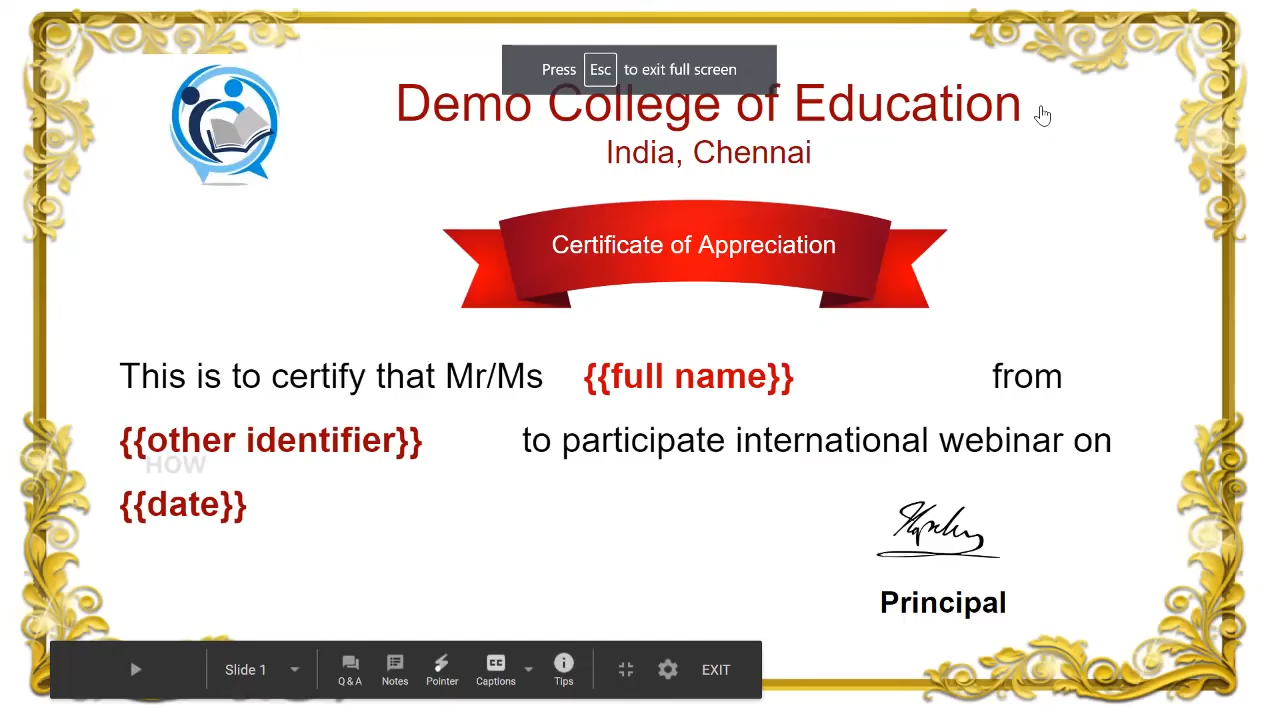 Press Esc to exit full screen
Demo College of Education
India, Chennai
Certificate of Appreciation
This is to certify that Mr/Ms {{full name}} from
{{other identifier}} to participate international webinar on
HOW
{{date}}
Principal
Slide 1 Q&A Notes Pointer CC Captions Tips EXIT